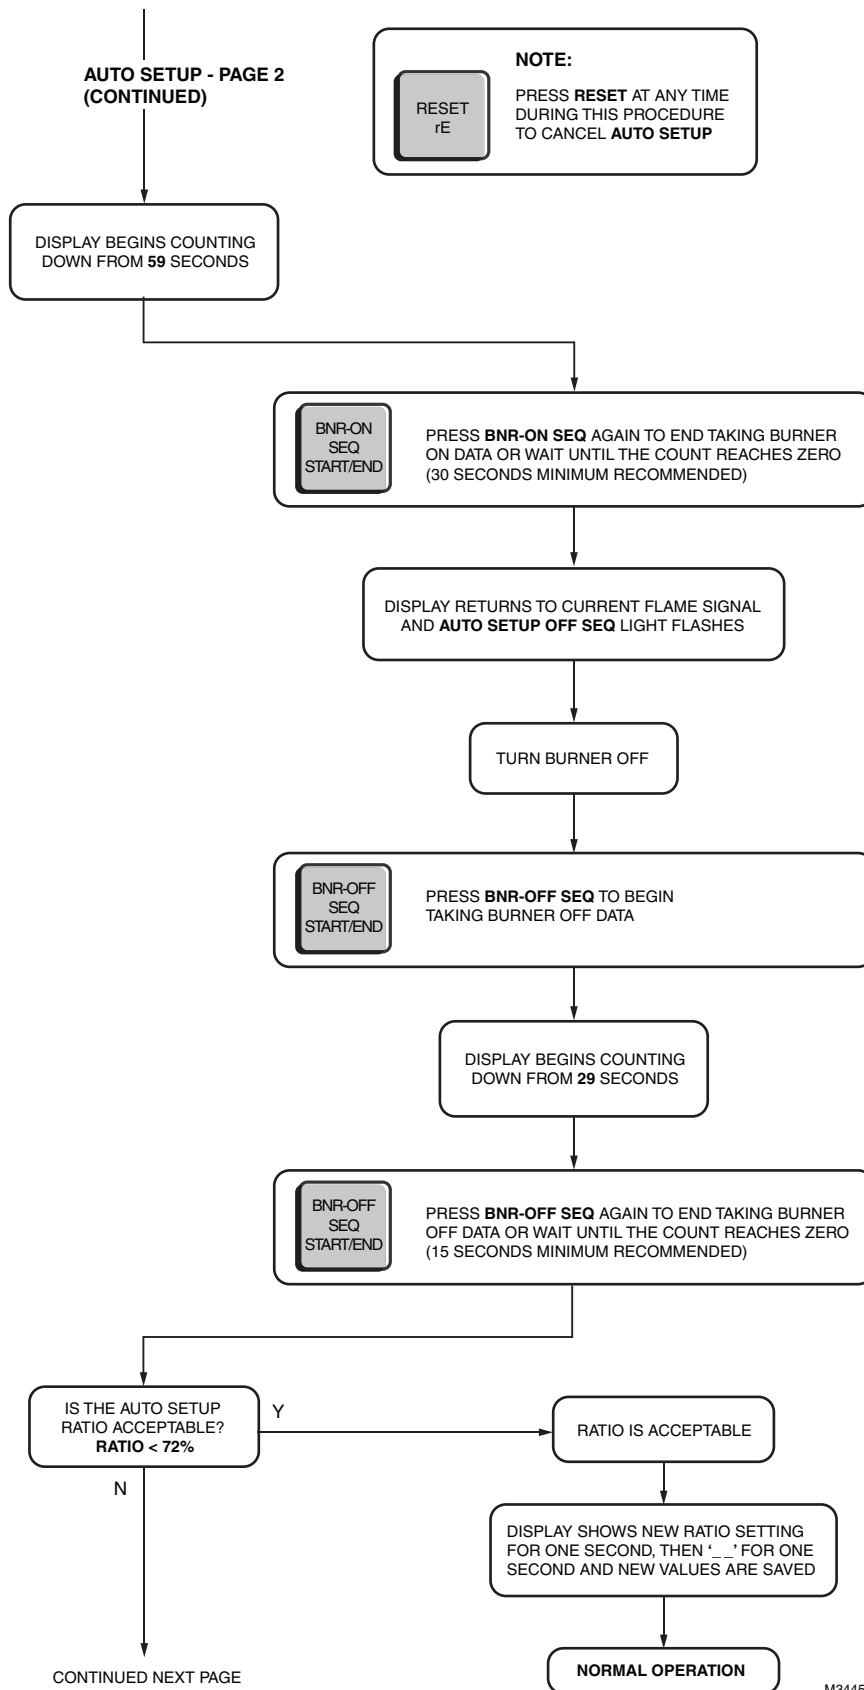 AUTO SETUP - PAGE 2
(CONTINUED)
NOTE:
RESET
rE
PRESS RESET AT ANY TIME
DURING THIS PROCEDURE
TO CANCEL AUTO SETUP
DISPLAY BEGINS COUNTING
DOWN FROM 59 SECONDS
BNR-ON
SEQ
START/END
PRESS BNR-ON SEQ AGAIN TO END TAKING BURNER
ON DATA OR WAIT UNTIL THE COUNT REACHES ZERO
(30 SECONDS MINIMUM RECOMMENDED)
DISPLAY RETURNS TO CURRENT FLAME SIGNAL
AND AUTO SETUP OFF SEQ LIGHT FLASHES
TURN BURNER OFF
BNR-OFF
SEQ
START/END
PRESS BNR-OFF SEQ TO BEGIN
TAKING BURNER OFF DATA
DISPLAY BEGINS COUNTING
DOWN FROM 29 SECONDS
BNR-OFF
SEQ
START/END
PRESS BNR-OFF SEQ AGAIN TO END TAKING BURNER
OFF DATA OR WAIT UNTIL THE COUNT REACHES ZERO
(15 SECONDS MINIMUM RECOMMENDED)
IS THE AUTO SETUP
RATIO ACCEPTABLE?
RATIO < 72%
Y
N
RATIO IS ACCEPTABLE
DISPLAY SHOWS NEW RATIO SETTING
FOR ONE SECOND, THEN '_ _' FOR ONE
SECOND AND NEW VALUES ARE SAVED
NORMAL OPERATION
CONTINUED NEXT PAGE
M3445